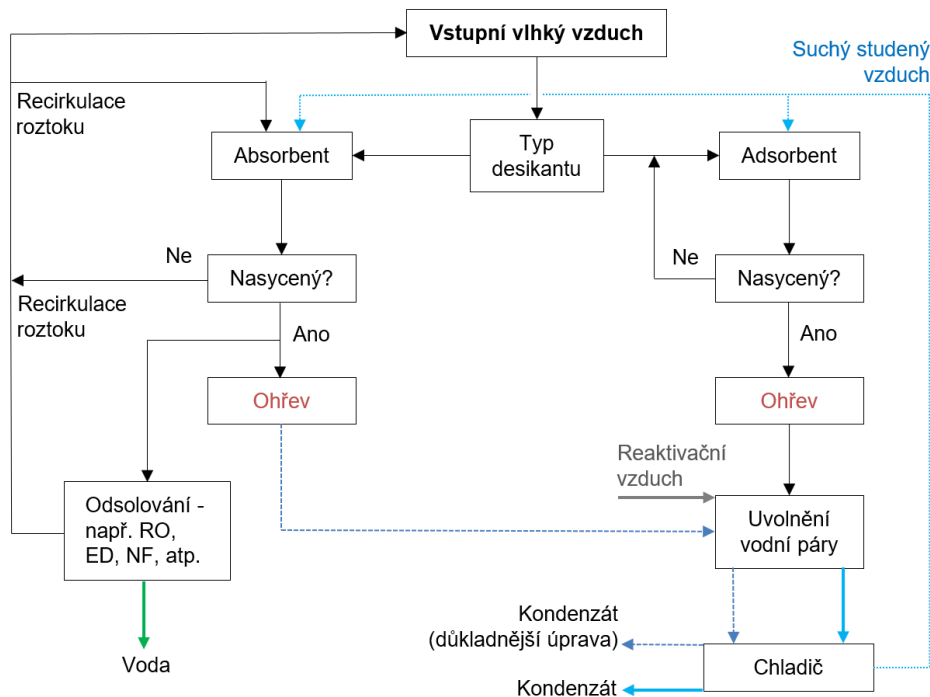 Vstupní vlhký vzduch
Suchý studený
vzduch
Recirkulace
roztoku
Absorbent
Typ
desikantu
Adsorbent
Ne
Nasycený?
Ne
Nasycený?
Recirkulace
roztoku
Ano
Ano
Ohřev
Ohřev
Reaktivační
vzduch
Odsolování -
např. RO,
ED, NF, atp.
Uvolnění
vodní páry
Kondenzát
(důkladnější úprava)
Voda
Chladič
Kondenzát